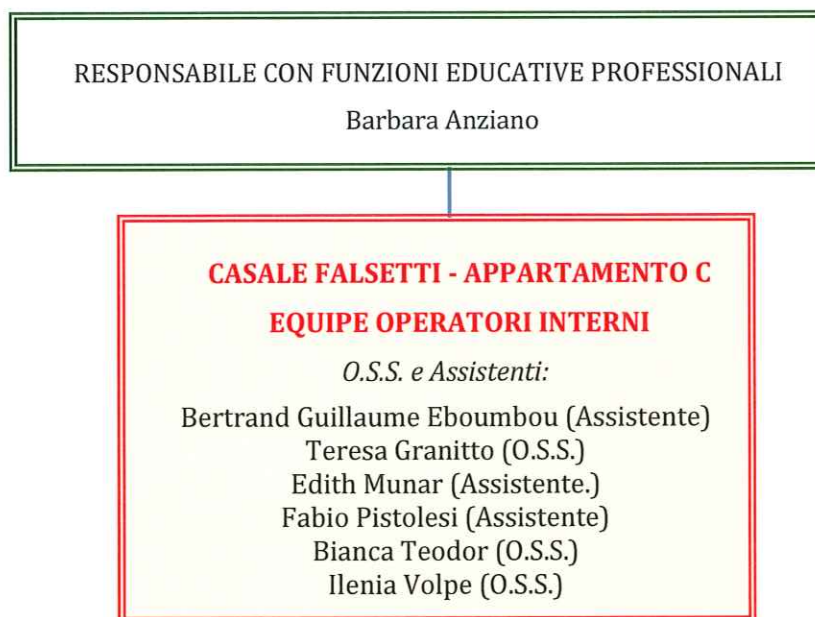 RESPONSABILE CON FUNZIONI EDUCATIVE PROFESSIONALI
Barbara Anziano
CASALE FALSETTI - APPARTAMENTO C
EQUIPE OPERATORI INTERNI
O.S.S. e Assistenti:
Bertrand Guillaume Eboumbou (Assistente)
Teresa Granitto (O.S.S.)
Edith Munar (Assistente.)
Fabio Pistolesi (Assistente)
Bianca Teodor (O.S.S.)
Ilenia Volpe (O.S.S.)